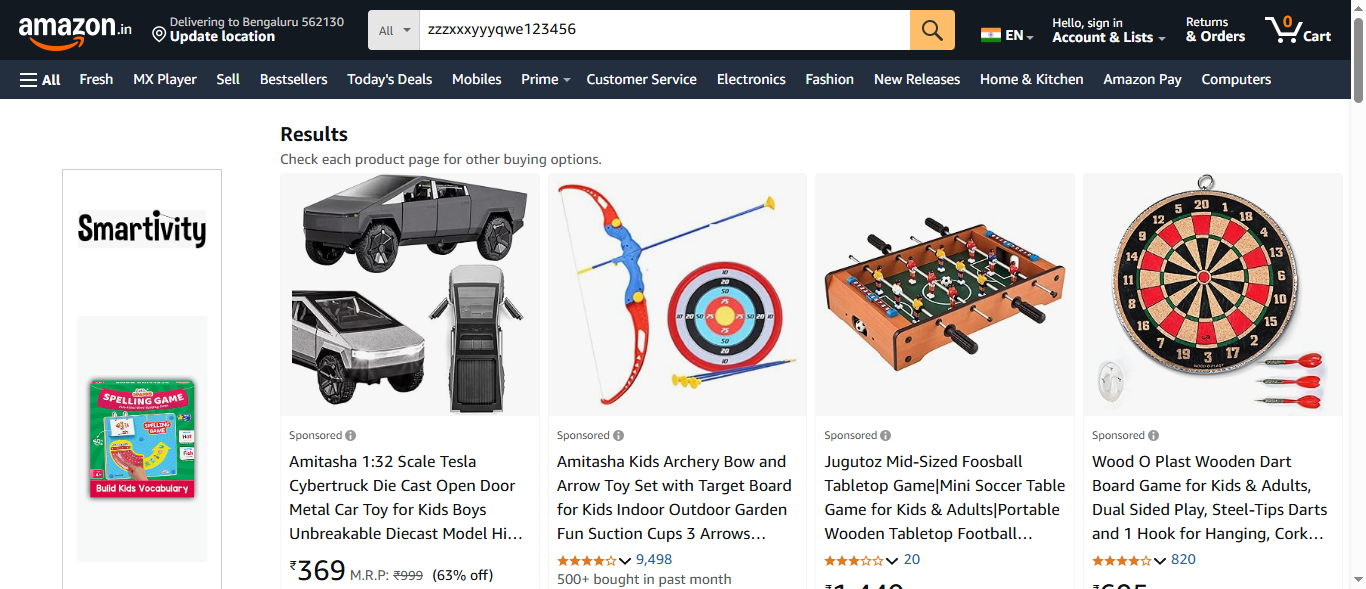 amazon.in
Delivering to Bengaluru 562130
Update location
All
zzzxxxyyyqwe123456
EN
Hello, sign in
Account & Lists
Returns
& Orders
0
Cart
All
Fresh
MX Player
Sell
Bestsellers
Today's Deals
Mobiles
Prime
Customer Service
Electronics
Fashion
New Releases
Home & Kitchen
Amazon Pay
Computers
Results
Check each product page for other buying options.
Smartivity
SPELLING GAME
SPELLING GAME
Build Kids Vocabulary
Sponsored
Amitasha 1:32 Scale Tesla
Cybertruck Die Cast Open Door
Metal Car Toy for Kids Boys
Unbreakable Diecast Model Hi...
₹369 M.R.P: ₹999 (63% off)
Sponsored
Amitasha Kids Archery Bow and
Arrow Toy Set with Target Board
for Kids Indoor Outdoor Garden
Fun Suction Cups 3 Arrows...
9,498
500+ bought in past month
Sponsored
Jugutoz Mid-Sized Foosball
Tabletop Game|Mini Soccer Table
Game for Kids & Adults|Portable
Wooden Tabletop Football...
20
Sponsored
Wood O Plast Wooden Dart
Board Game for Kids & Adults,
Dual Sided Play, Steel-Tips Darts
and 1 Hook for Hanging, Cork...
820